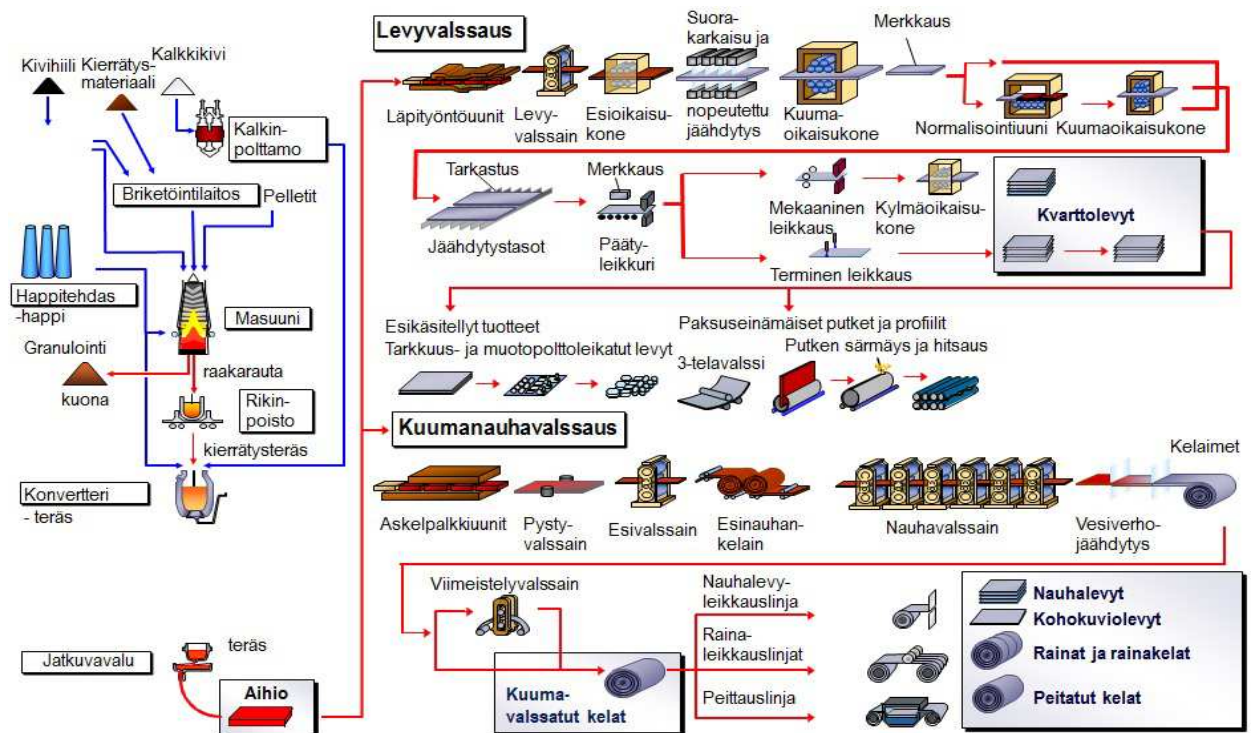 Kivihiili
Kierrätys-
materiaali
Kalkkikivi
Kalkin-
polttamo
Briketöintilaitos
Pelletit
Happitehdas
-happi
Masuuni
Granulointi
kuona
raakarauta
Rikin-
poisto
kierrätysteräs
Konvertteri
- teräs
Jatkuvavalu
teräs
Aihio
Levyvalssaus
Läpityöntöuunit
Levy-
valssain
Esioikaisu-
kone
Suora-
karkaisu ja
nopeutettu
jäähdytys
Kuuma-
oikaisukone
Merkkaus
Normalisointiuuni
Kuumaoikaisukone
Tarkastus
Jäähdytystasot
Merkkaus
Pääty-
leikkuri
Mekaaninen
leikkaus
Kylmäoikaisu-
kone
Terminen leikkaus
Kvarttolevyt
Esikäsitellyt tuotteet
Tarkkuus- ja muotopolttoleikatut levyt
Paksuseinämäiset putket ja profiilit
3-telavalssi
Putken särmäys ja hitsaus
Kuumanauhavalssaus
Askelpalkkiuunit
Pysty-
valssain
Esivalssain
Esinauhan-
kelain
Nauhavalssain
Vesiverho-
jäähdytys
Kelaimet
Viimeistelyvalssain
Kuuma-
valssatut kelat
Nauhalevy-
leikkauslinja
Raina-
leikkauslinjat
Peittauslinja
Nauhalevyt
Kohokuviolevyt
Rainat ja rainakelat
Peitatut kelat